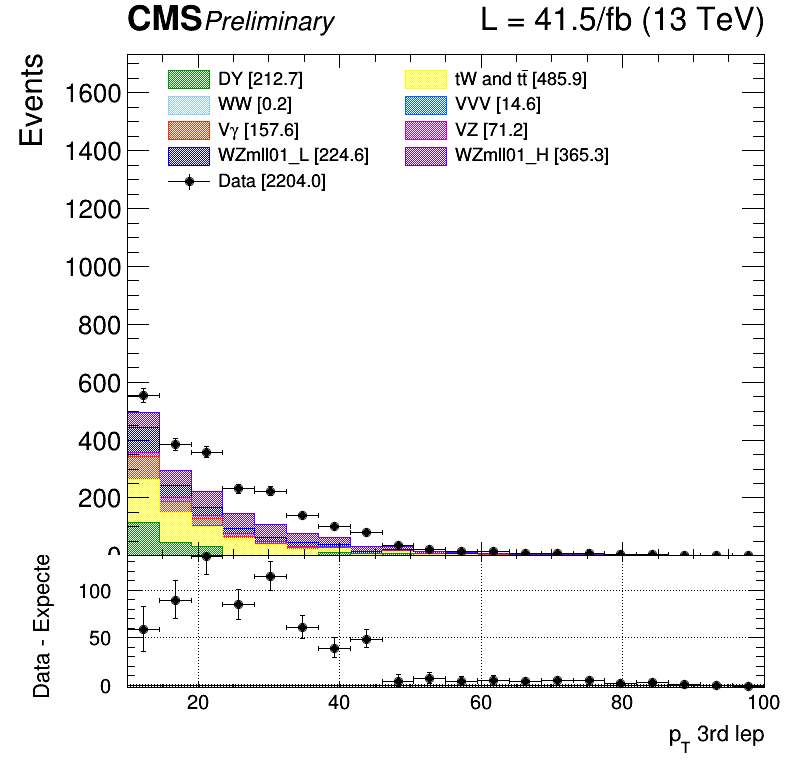 CMS Preliminary L = 41.5/fb (13 TeV)
Events
1600
1400
1200
1000
800
600
400
200
0
DY [212.7]
tW and tt̄ [485.9]
WW [0.2]
VVV [14.6]
Vγ [157.6]
VZ [71.2]
WZmll01_L [224.6]
WZmll01_H [365.3]
Data [2204.0]
Data - Expecte
100
50
0
20 40 60 80 100
pT 3rd lep